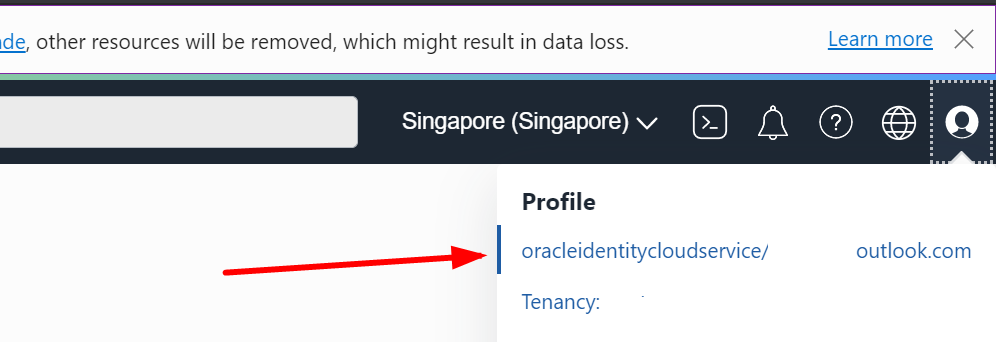 de, other resources will be removed, which might result in data loss.
Learn more
Singapore (Singapore)
Profile
oracleidentitycloudservice/ outlook.com
Tenancy: